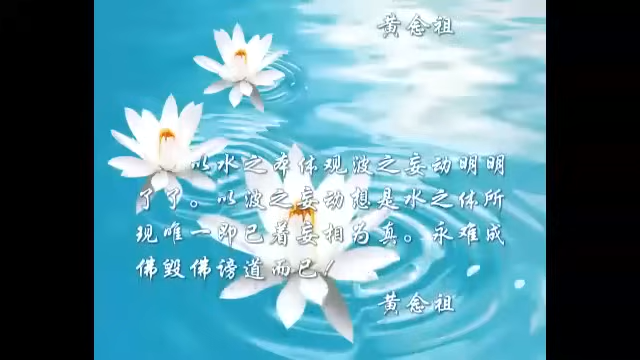 黄念祖
以水之本体观波之妄动明明
了了。以波之妄动想是水之体所
现唯一即已着妄相为真。永难成
佛毁佛谤道而已！
黄念祖